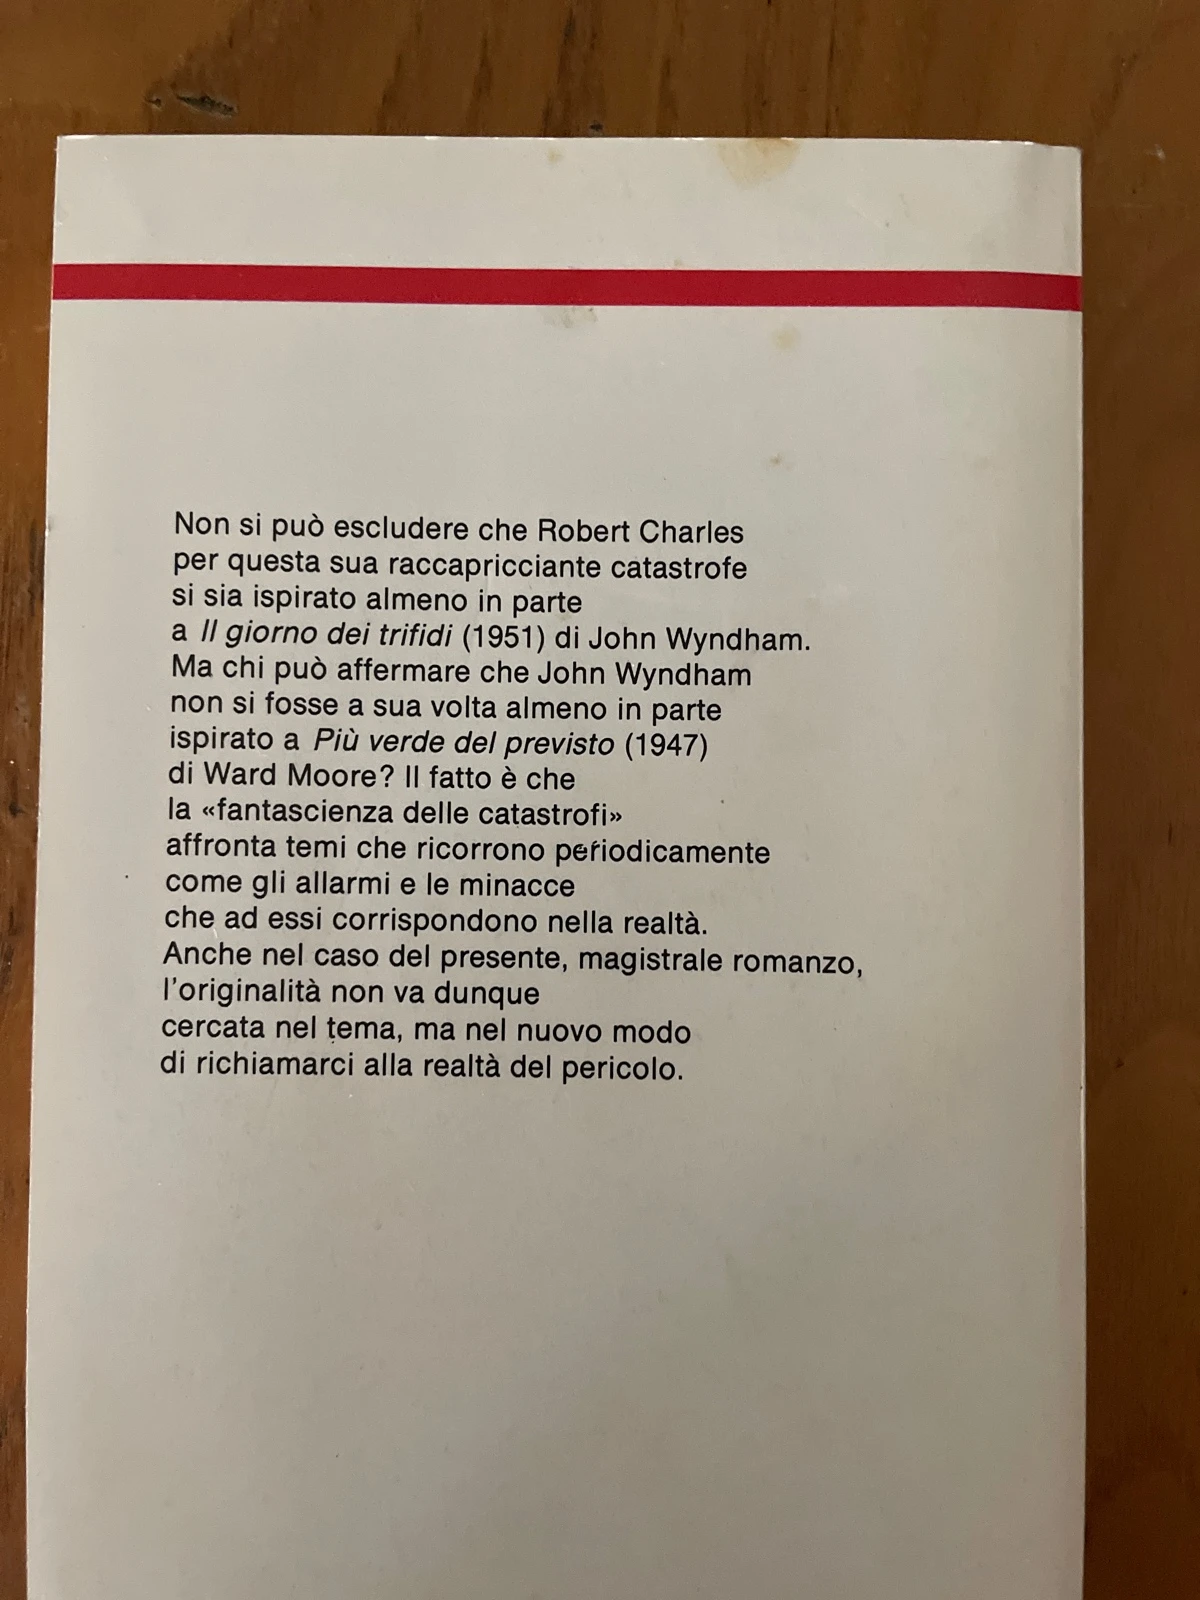 Non si può escludere che Robert Charles
per questa sua raccapricciante catastrofe
si sia ispirato almeno in parte
a Il giorno dei trifidi (1951) di John Wyndham.
Ma chi può affermare che John Wyndham
non si fosse a sua volta almeno in parte
ispirato a Più verde del previsto (1947)
di Ward Moore? Il fatto è che
la «fantascienza delle catastrofi»
affronta temi che ricorrono periodicamente
come gli allarmi e le minacce
che ad essi corrispondono nella realtà.
Anche nel caso del presente, magistrale romanzo,
l'originalità non va dunque
cercata nel tema, ma nel nuovo modo
di richiamarci alla realtà del pericolo.